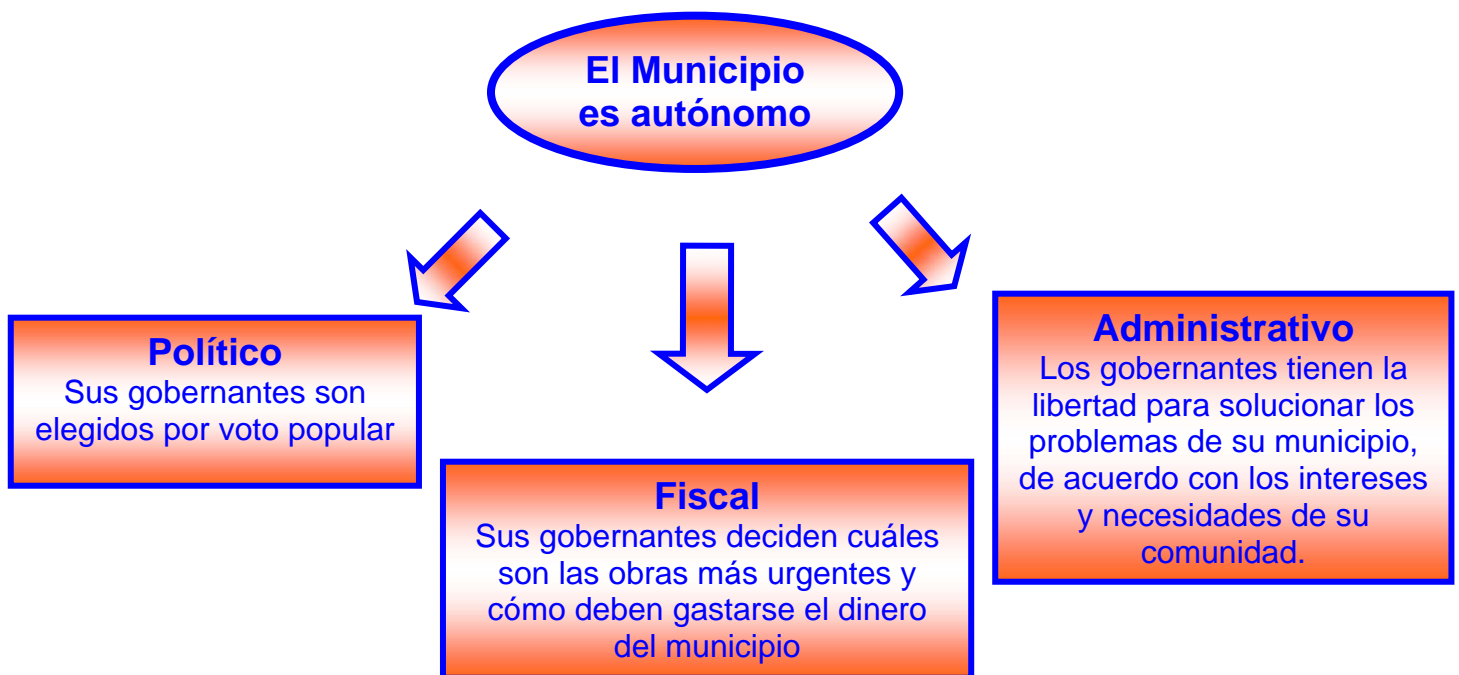 El Municipio
es autónomo
Político
Sus gobernantes son
elegidos por voto popular
Fiscal
Sus gobernantes deciden cuáles
son las obras más urgentes y
cómo deben gastarse el dinero
del municipio
Administrativo
Los gobernantes tienen la
libertad para solucionar los
problemas de su municipio,
de acuerdo con los intereses
y necesidades de su
comunidad.